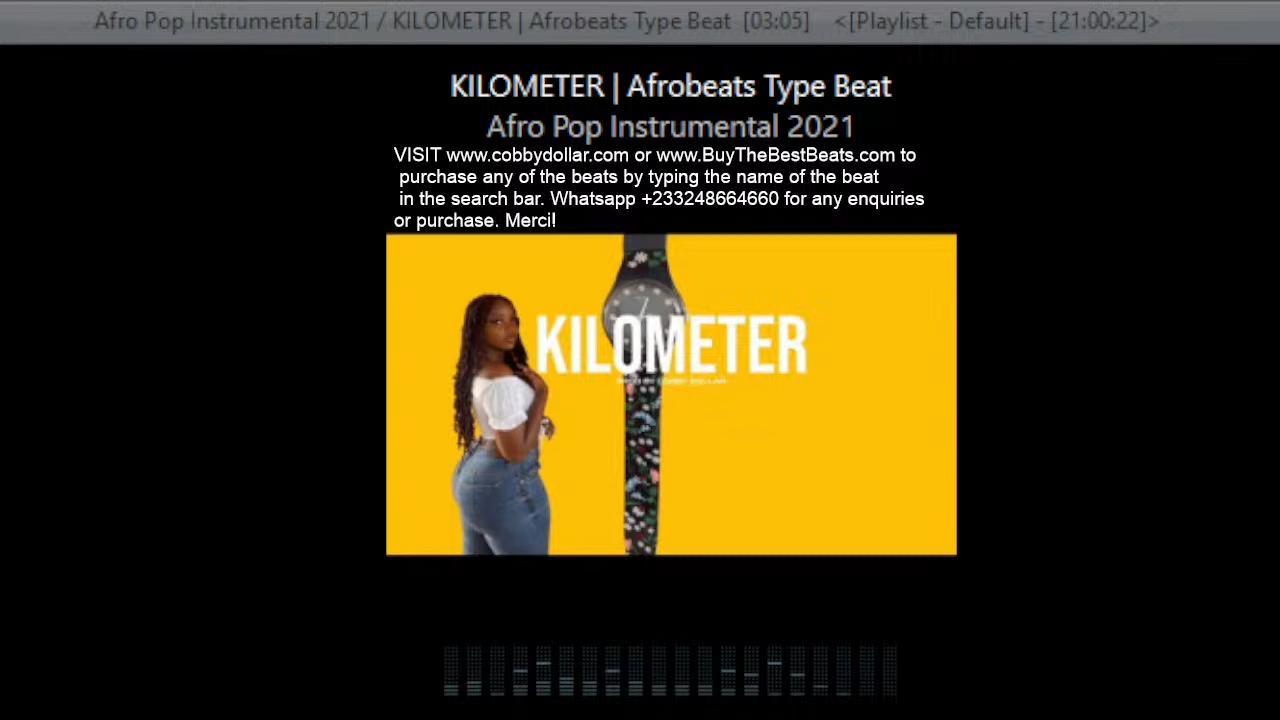 Afro Pop Instrumental 2021 / KILOMETER | Afrobeats Type Beat [03:05] <[Playlist - Default] - [21:00:22]>
KILOMETER | Afrobeats Type Beat
Afro Pop Instrumental 2021
VISIT www.cobbydollar.com or www.BuyTheBestBeats.com to
purchase any of the beats by typing the name of the beat
in the search bar. Whatsapp +233248664660 for any enquiries
or purchase. Merci!
KILOMETER